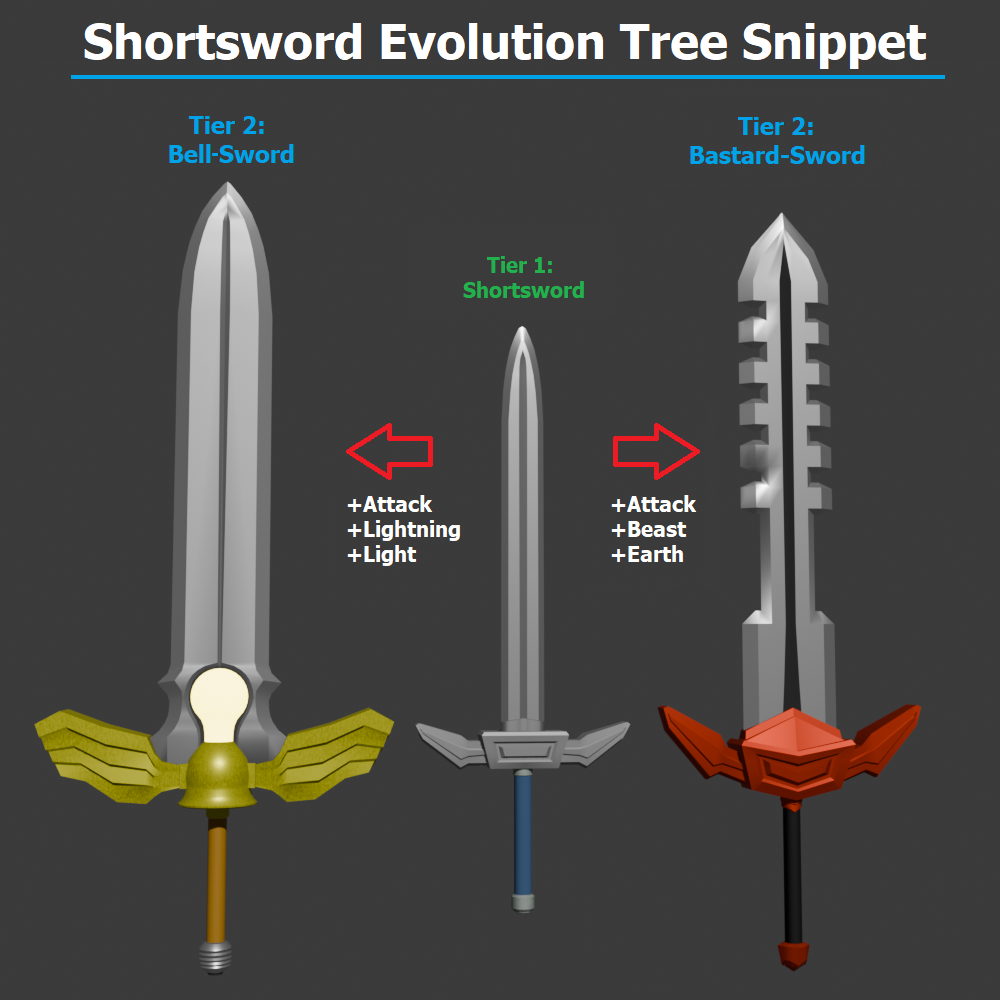 Shortsword Evolution Tree Snippet
Tier 2:
Bell-Sword
Tier 1:
Shortsword
Tier 2:
Bastard-Sword
+Attack
+Lightning
+Light
+Attack
+Beast
+Earth